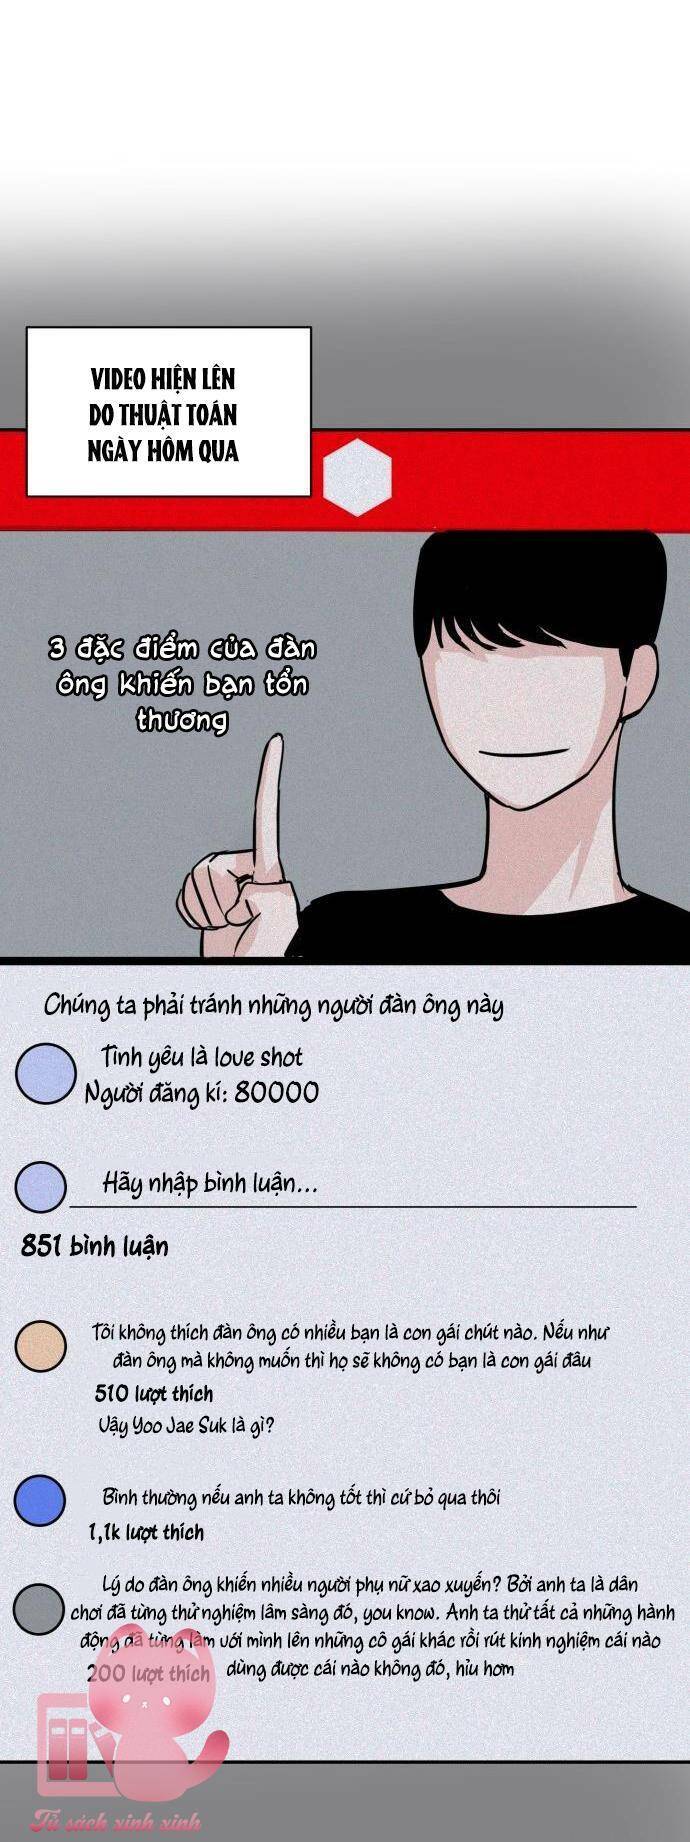 VIDEO HIỆN LÊN
DO THUẬT TOÁN
NGÀY HÔM QUA
3 đặc điểm của đàn
ông khiến bạn tổn
thương
Chúng ta phải tránh những người đàn ông này
Tình yêu là love shot
Người đăng kí: 80000
Hãy nhập bình luận...
851 bình luận
Tôi không thích đàn ông có nhiều bạn là con gái chút nào. Nếu như
đàn ông mà không muốn thì họ sẽ không có bạn là con gái đâu
510 lượt thích
Vậy Yoo Jae Suk là gì?
Bình thường nếu anh ta không tốt thì cứ bỏ qua thôi
1,1k lượt thích
Lý do đàn ông khiến nhiều người phụ nữ xao xuyến? Bởi anh ta là dân
chơi đã từng thử nghiệm lâm sàng đó, you know. Anh ta thử tất cả những hành
động đã từng làm với mình lên những cô gái khác rồi rút kinh nghiệm cái nào
200 lượt thích dùng được cái nào không đó, hỉu hơm
Tủ sách xinh xinh